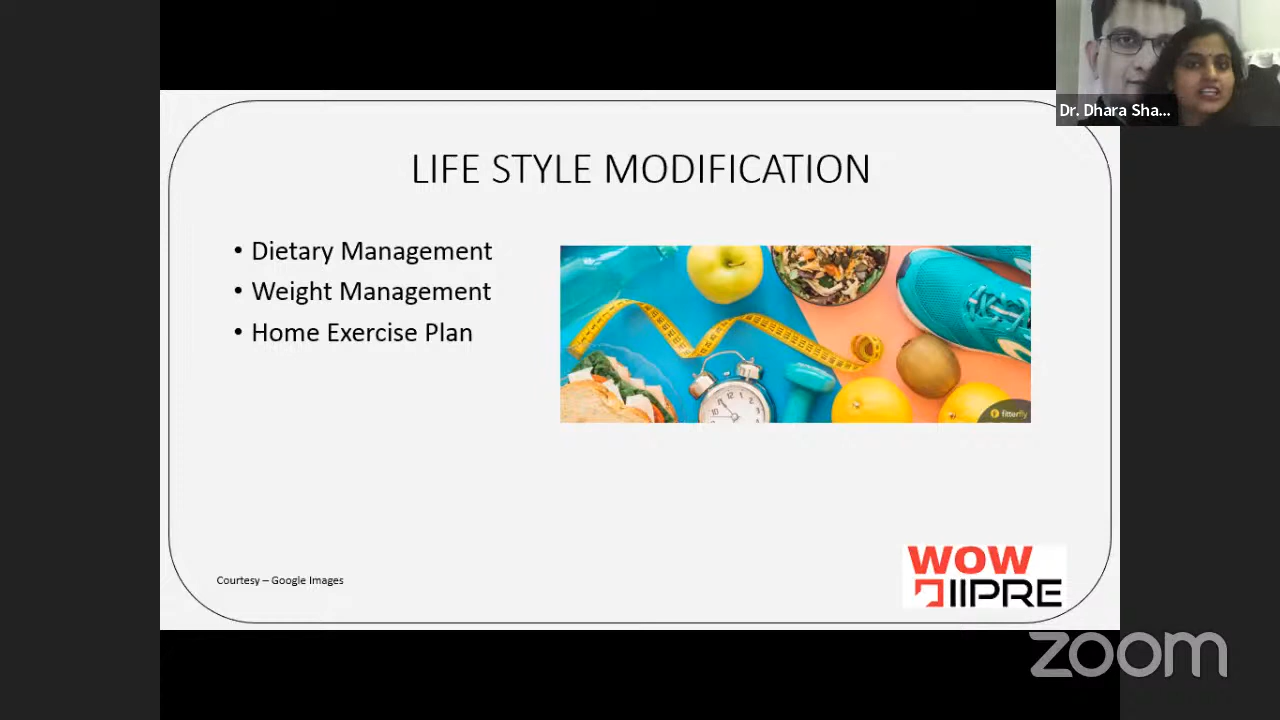 Dr. Dhara Sha...
LIFE STYLE MODIFICATION
• Dietary Management
• Weight Management
• Home Exercise Plan
fitterfly
Courtesy – Google Images
WOW
IIPRE
zoom